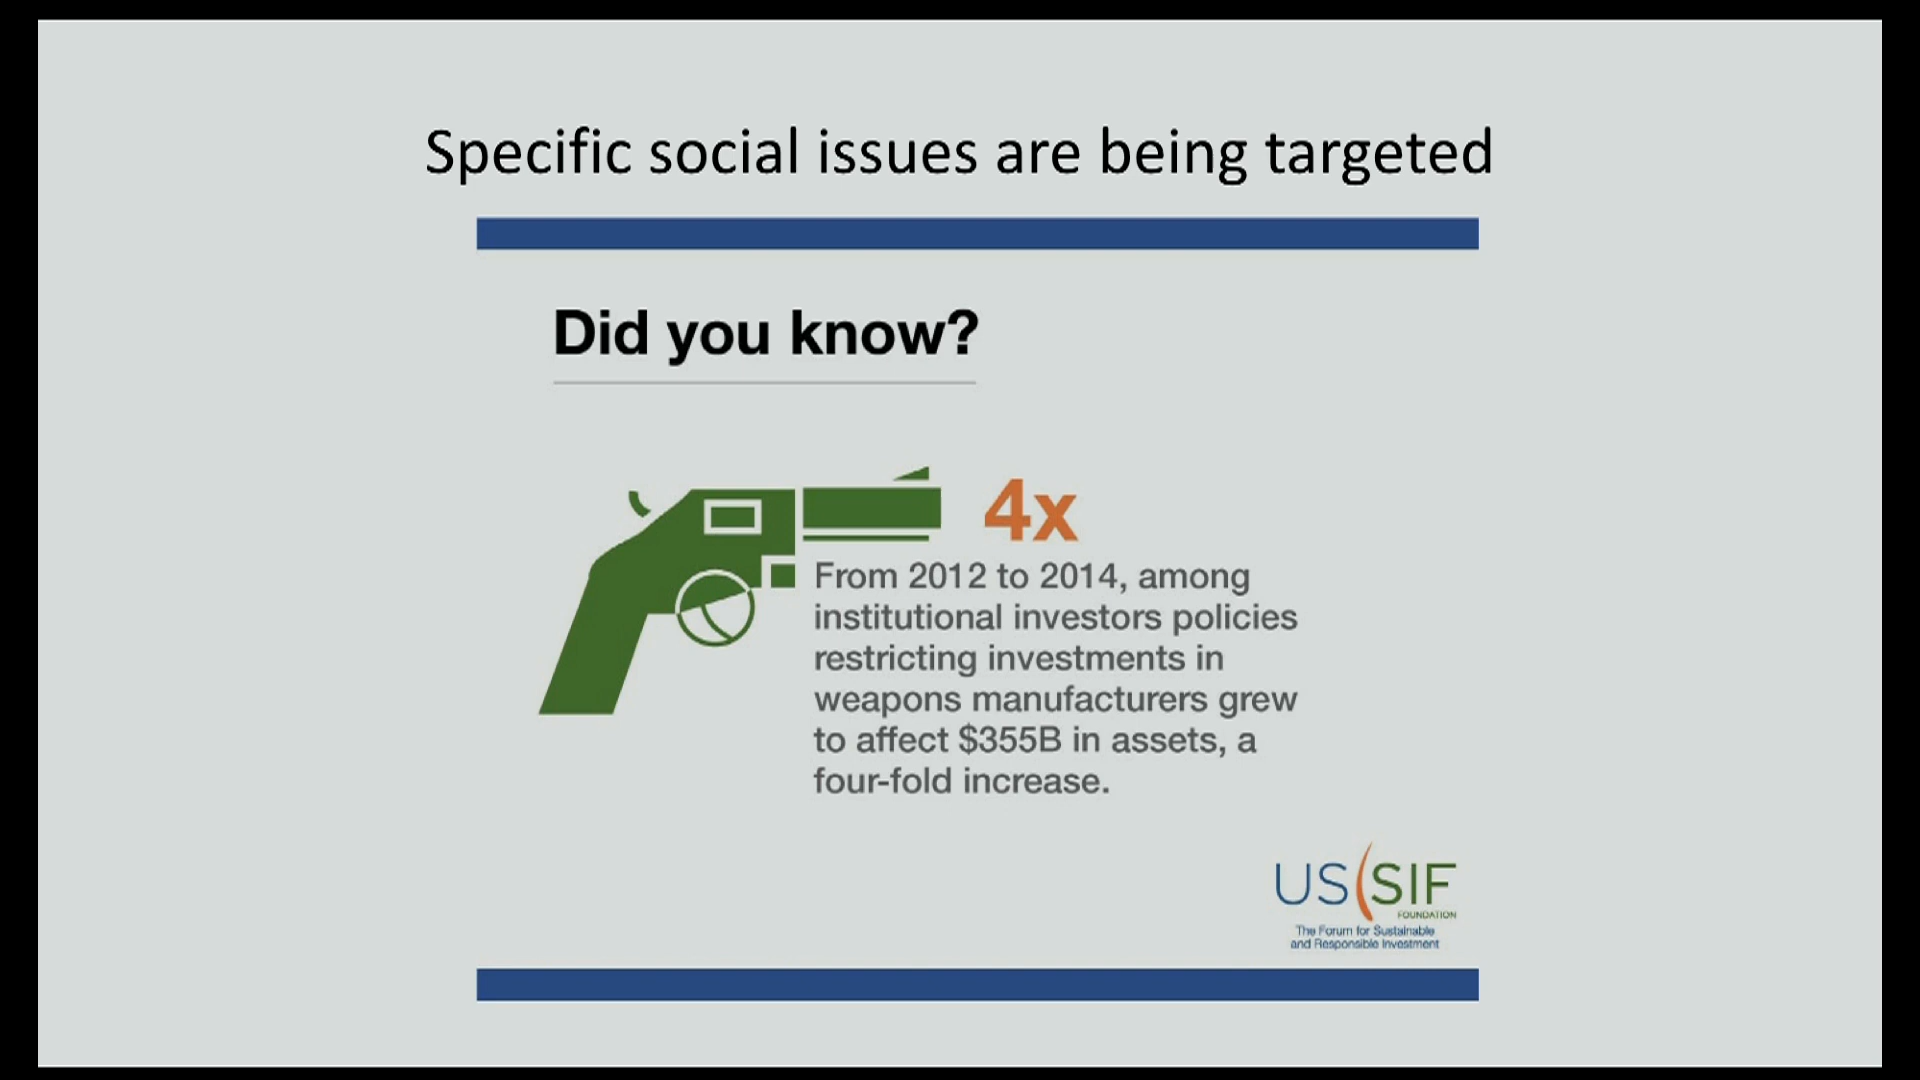 Specific social issues are being targeted
Did you know?
4x
From 2012 to 2014, among
institutional investors policies
restricting investments in
weapons manufacturers grew
to affect $355B in assets, a
four-fold increase.
US SIF
FOUNDATION
The Forum for Sustainable
and Responsible Investment